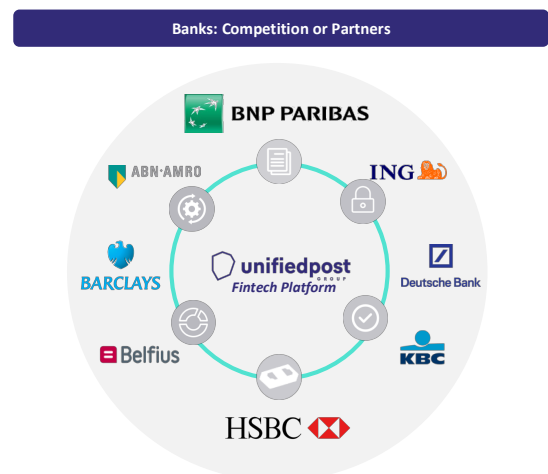 Banks: Competition or Partners
BNP PARIBAS
ABN·AMRO
ING
unifiedpost
GROUP
Fintech Platform
BARCLAYS
Deutsche Bank
Belfius
KBC
HSBC